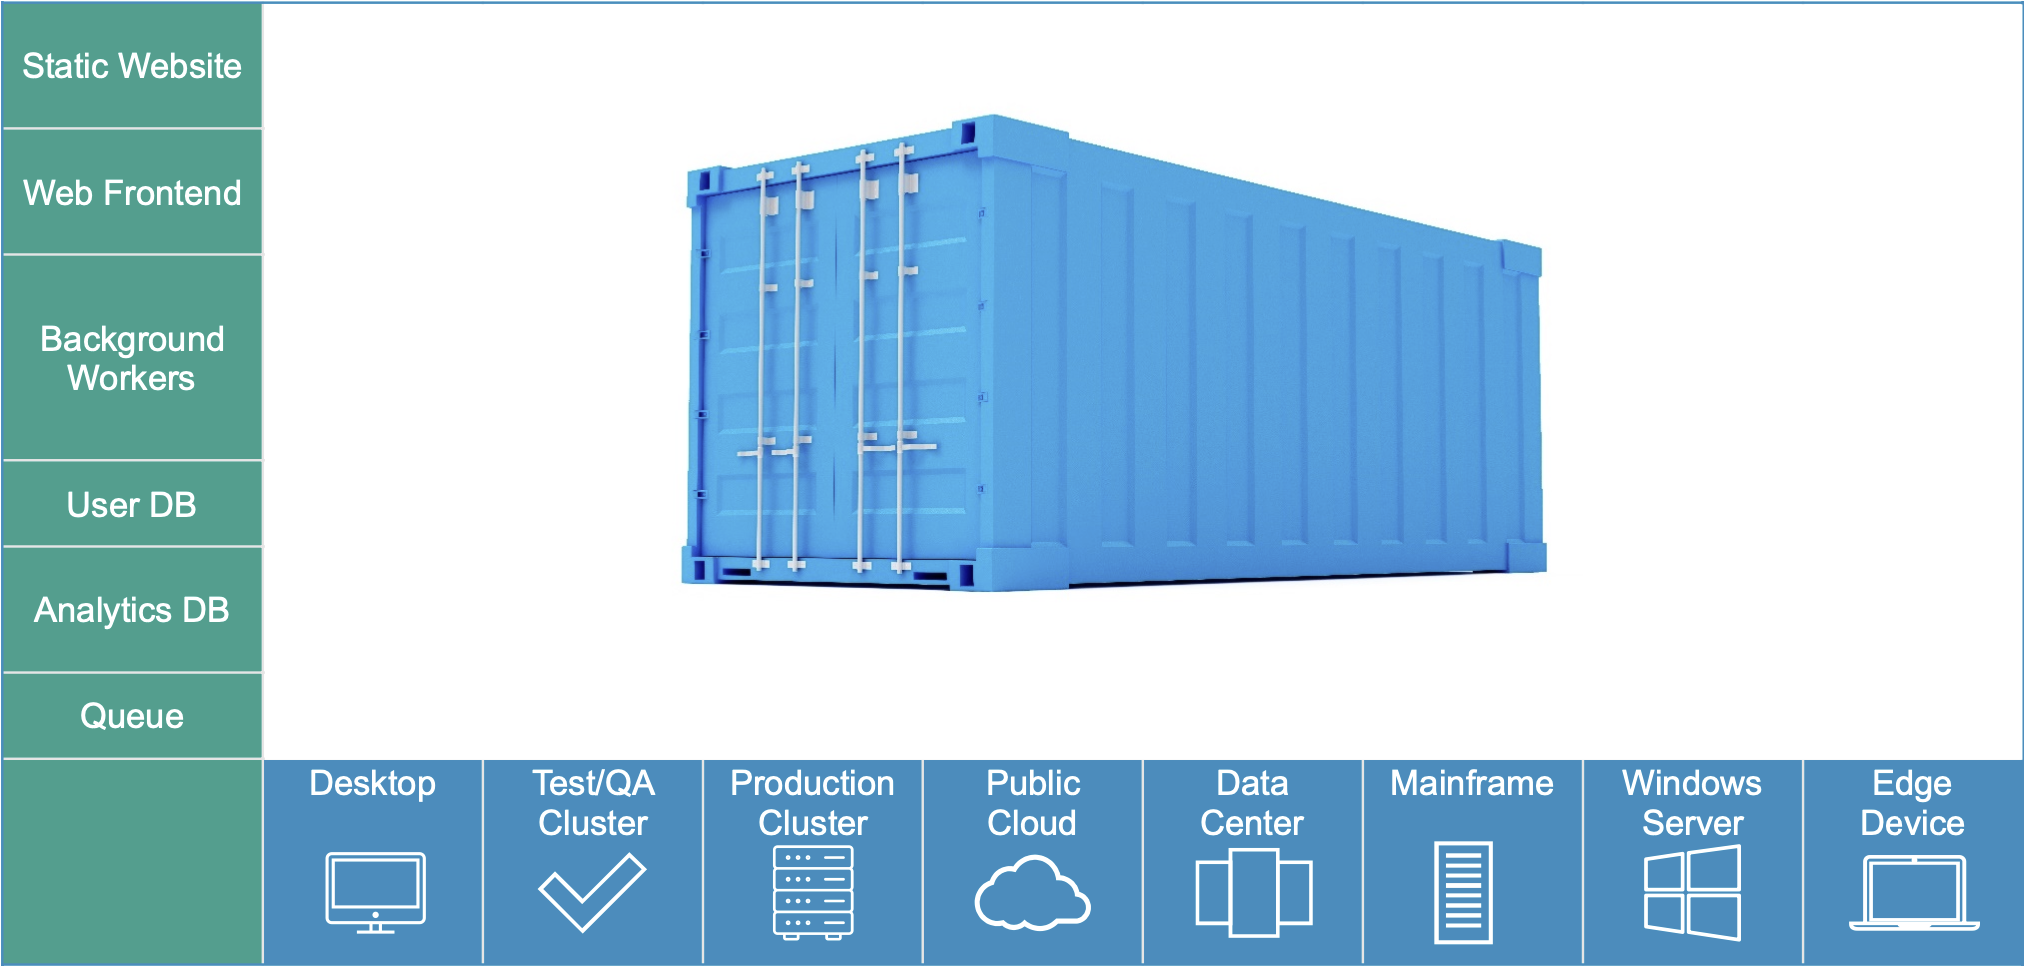 Static Website
Web Frontend
Background
Workers
User DB
Analytics DB
Queue
Desktop
Test/QA
Cluster
Production
Cluster
Public
Cloud
Data
Center
Mainframe
Windows
Server
Edge
Device